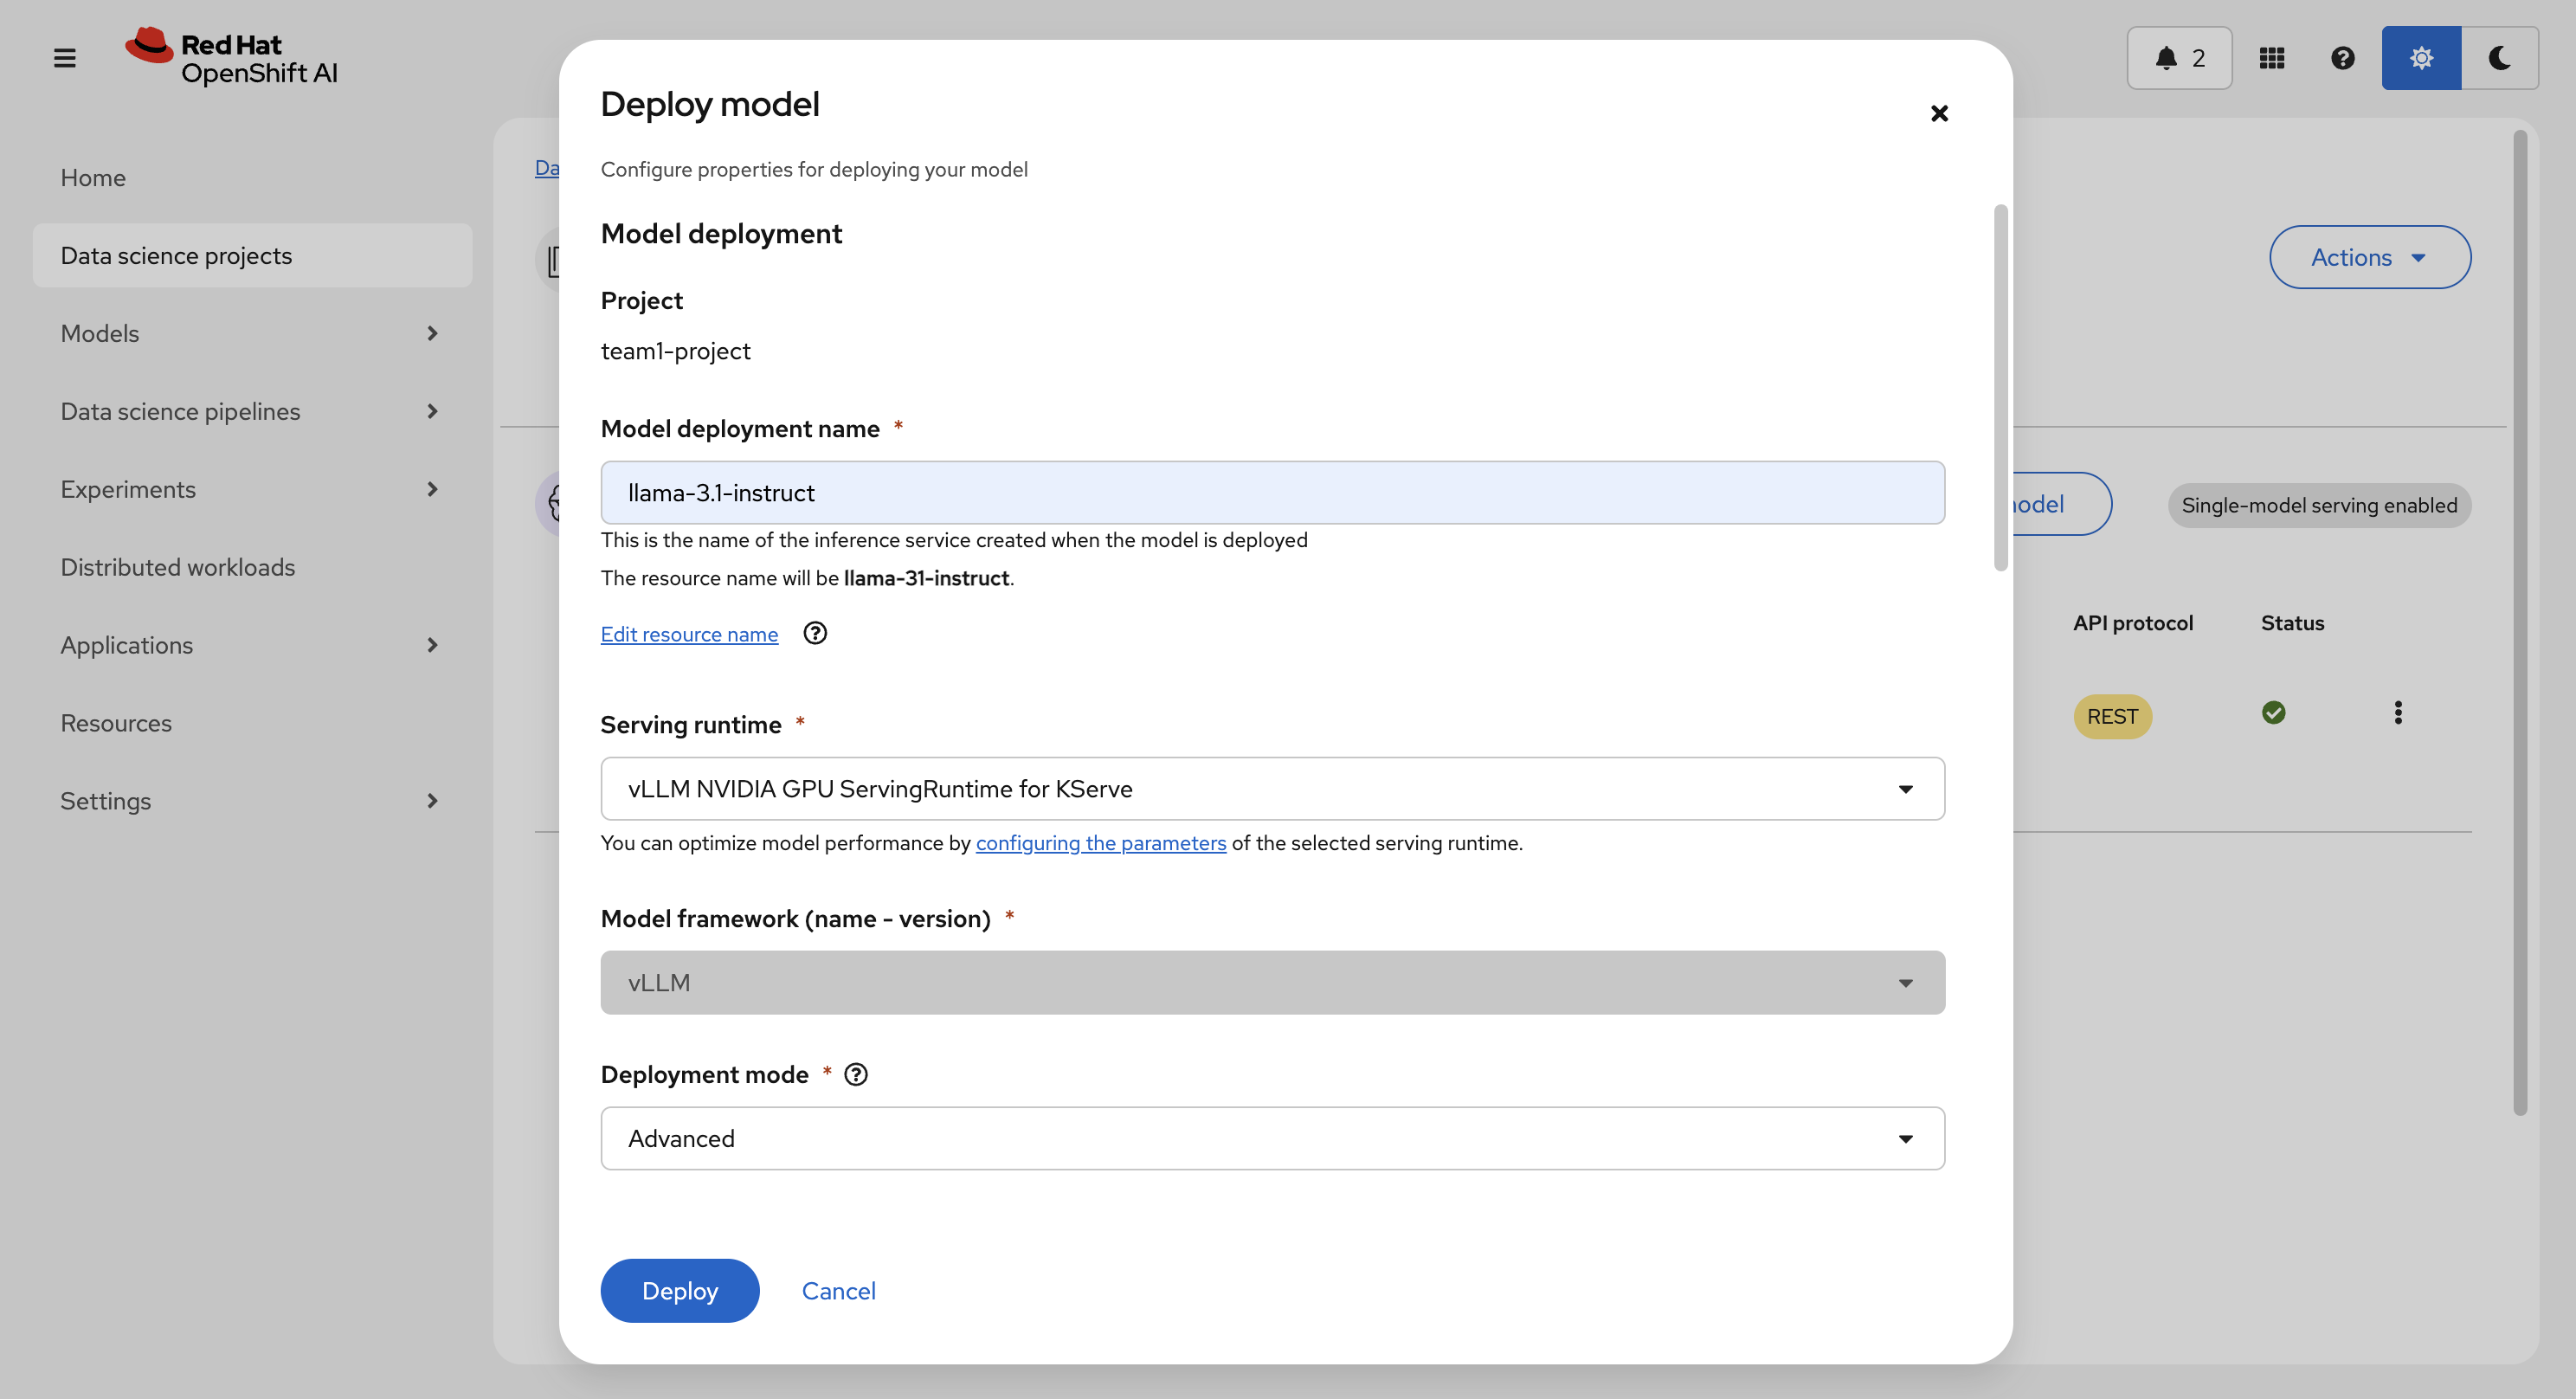 Red Hat
OpenShift AI
2
Home
Data science projects
Models
Data science pipelines
Experiments
Distributed workloads
Applications
Resources
Settings
Da
Actions
odel
Single-model serving enabled
API protocol
Status
REST
Deploy model
Configure properties for deploying your model
Model deployment
Project
team1-project
Model deployment name *
llama-3.1-instruct
This is the name of the inference service created when the model is deployed
The resource name will be llama-31-instruct.
Edit resource name
Serving runtime *
vLLM NVIDIA GPU ServingRuntime for KServe
You can optimize model performance by configuring the parameters of the selected serving runtime.
Model framework (name - version) *
vLLM
Deployment mode *
Advanced
Deploy
Cancel